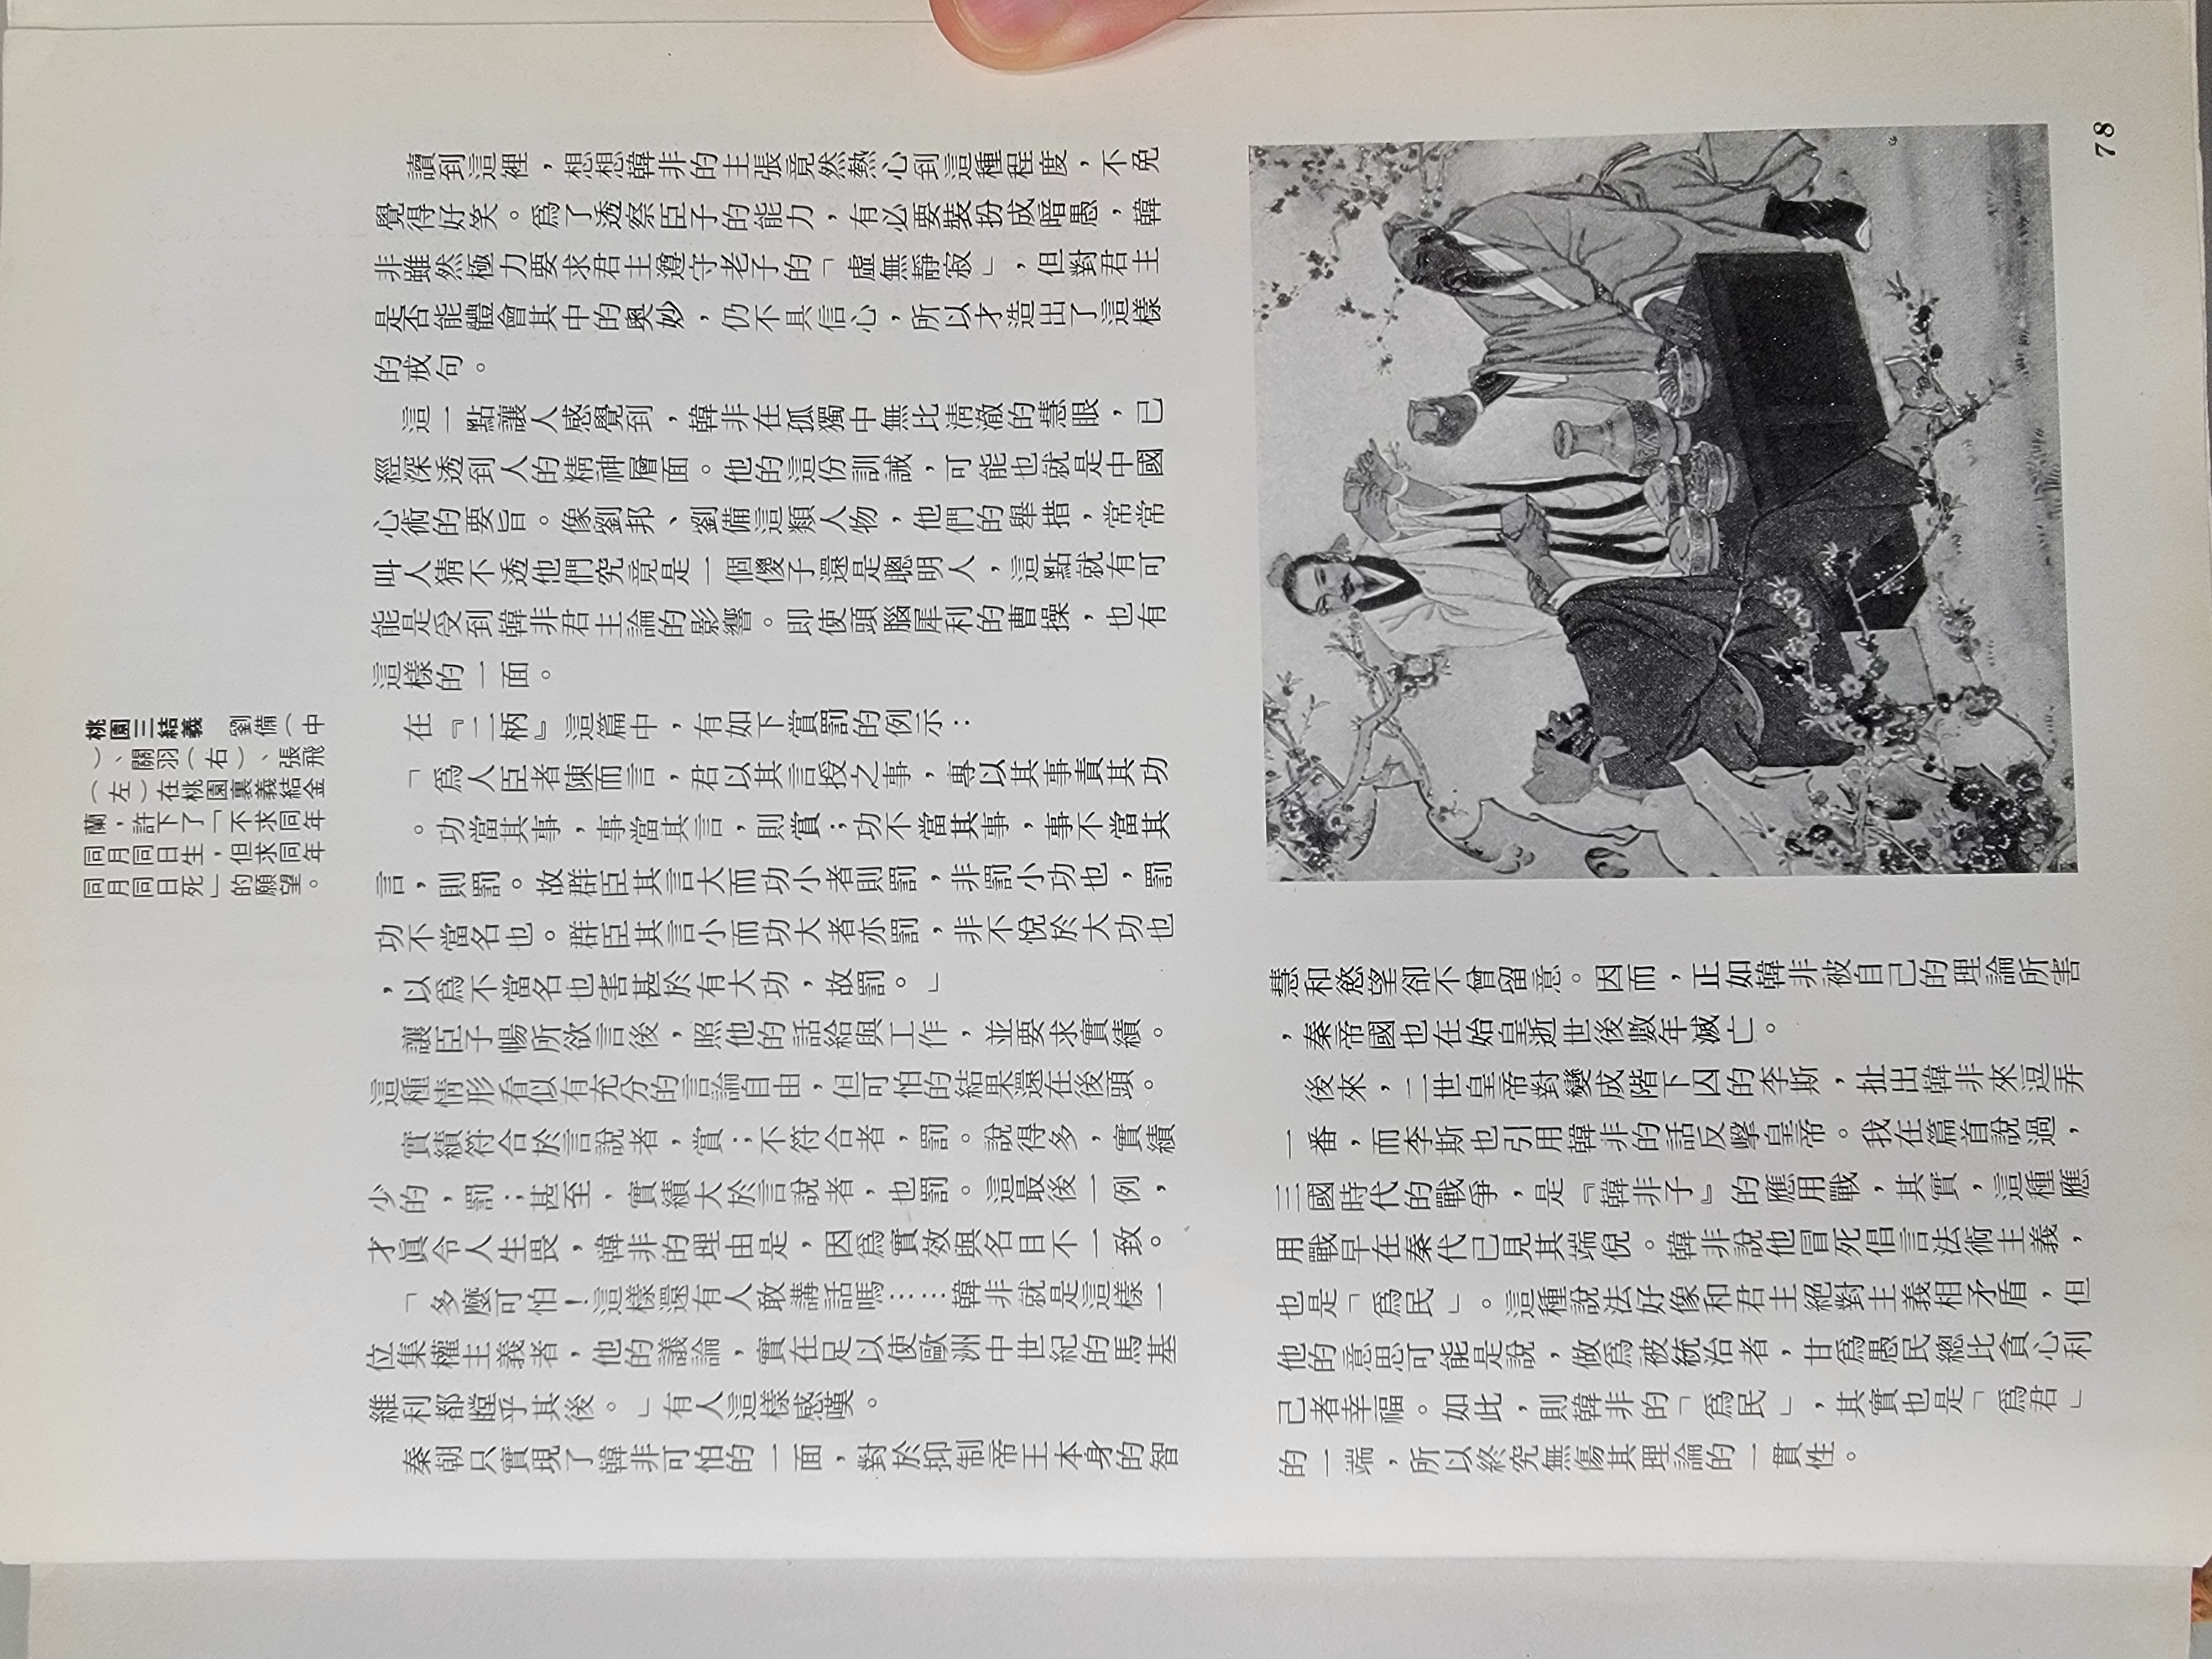 桃園三結義　劉備（中
）、關羽（右）、張飛
（左）在桃園裏義結金
蘭，許下了「不求同年
同月同日生，但求同年
同月同日死」的願望。
讀到這裡，想想韓非的主張竟然熱心到這種程度，不免
覺得好笑。爲了透察臣子的能力，有必要裝扮成暗愚，韓
非雖然極力要求君主遵守老子的「虛無靜寂」，但對君主
是否能體會其中的奧妙，仍不具信心，所以才造出了這樣
的戒句。
這一點讓人感覺到，韓非在孤獨中無比淸澈的慧眼，已
經深透到人的精神層面。他的這份訓誡，可能也就是中國
心術的要旨。像劉邦、劉備這類人物，他們的舉措，常常
叫人猜不透他們究竟是一個儍子還是聰明人，這點就有可
能是受到韓非君主論的影響。即使頭腦犀利的曹操，也有
這樣的一面。
在『二柄』這篇中，有如下賞罰的例示：
「爲人臣者陳而言，君以其言授之事，專以其事責其功
。功當其事，事當其言，則賞；功不當其事，事不當其
言，則罰。故群臣其言大而功小者則罰，非罰小功也，罰
功不當名也。群臣其言小而功大者亦罰，非不悅於大功也
，以爲不當名也害甚於有大功，故罰。」
讓臣子暢所欲言後，照他的話給與工作，並要求實績。
這種情形看似有充分的言論自由，但可怕的結果還在後頭。
實績符合於言說者，賞；不符合者，罰。說得多，實績
少的，罰；甚至，實績大於言說者，也罰。這最後一例，
才眞令人生畏，韓非的理由是，因爲實效與名目不一致。
「多麼可怕！這樣還有人敢講話嗎……韓非就是這樣一
位集權主義者，他的議論，實在足以使歐洲中世紀的馬基
維利都瞠乎其後。」有人這樣感嘆。
秦朝只實現了韓非可怕的一面，對於抑制帝王本身的智
慧和慾望卻不曾留意。因而，正如韓非被自己的理論所害
，秦帝國也在始皇逝世後數年滅亡。
後來，二世皇帝對變成階下囚的李斯，扯出韓非來逗弄
一番，而李斯也引用韓非的話反擊皇帝。我在篇首說過，
三國時代的戰爭，是『韓非子』的應用戰，其實，這種應
用戰早在秦代已見其端倪。韓非說他冒死倡言法術主義，
也是「爲民」。這種說法好像和君主絕對主義相矛盾，但
他的意思可能是說，做爲被統治者，甘爲愚民總比貪心利
己者幸福。如此，則韓非的「爲民」，其實也是「爲君」
的一端，所以終究無傷其理論的一貫性。
78